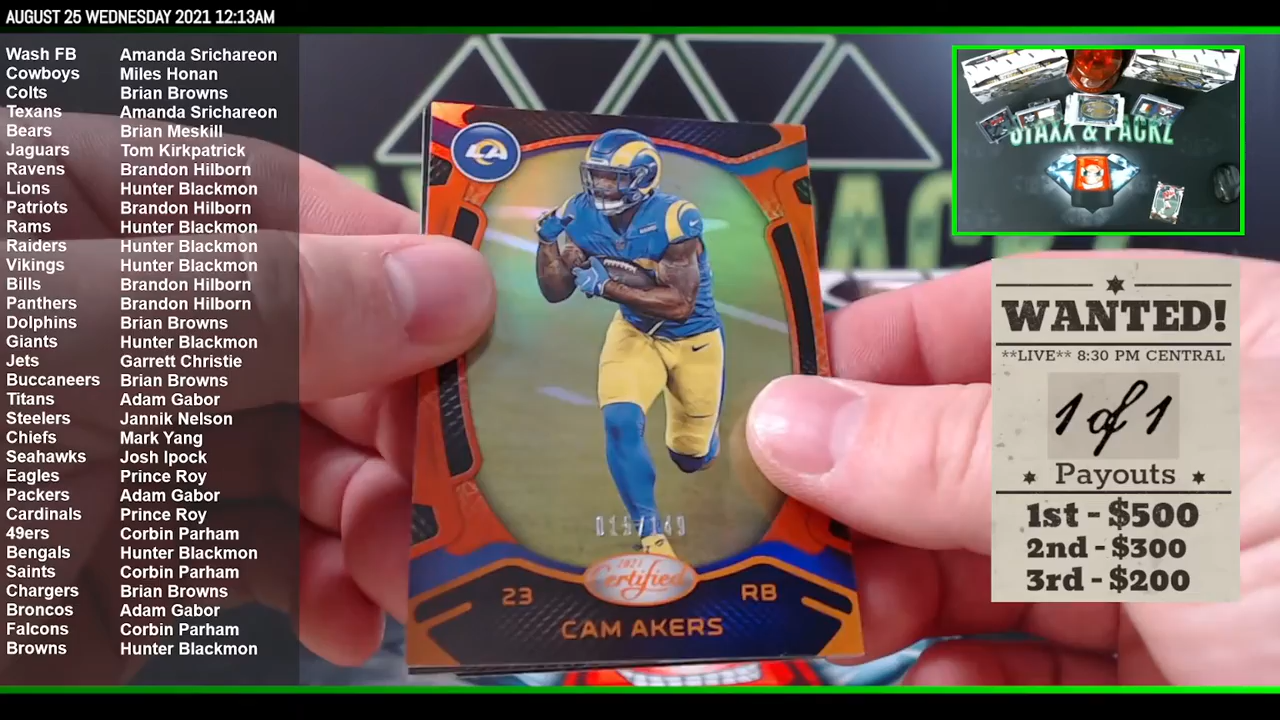 AUGUST 25 WEDNESDAY 2021 12:13AM
Wash FB Amanda Srichareon
Cowboys Miles Honan
Colts Brian Browns
Texans Amanda Srichareon
Bears Brian Meskill
Jaguars Tom Kirkpatrick
Ravens Brandon Hilborn
Lions Hunter Blackmon
Patriots Brandon Hilborn
Rams Hunter Blackmon
Raiders Hunter Blackmon
Vikings Hunter Blackmon
Bills Brandon Hilborn
Panthers Brandon Hilborn
Dolphins Brian Browns
Giants Hunter Blackmon
Jets Garrett Christie
Buccaneers Brian Browns
Titans Adam Gabor
Steelers Jannik Nelson
Chiefs Mark Yang
Seahawks Josh Ipock
Eagles Prince Roy
Packers Adam Gabor
Cardinals Prince Roy
49ers Corbin Parham
Bengals Hunter Blackmon
Saints Corbin Parham
Chargers Brian Browns
Broncos Adam Gabor
Falcons Corbin Parham
Browns Hunter Blackmon
LA
2021
Certified
23 RB
CAM AKERS
STAXX & PACKZ
WANTED!
**LIVE** 8:30 PM CENTRAL
1 of 1
Payouts
1st - $500
2nd - $300
3rd - $200